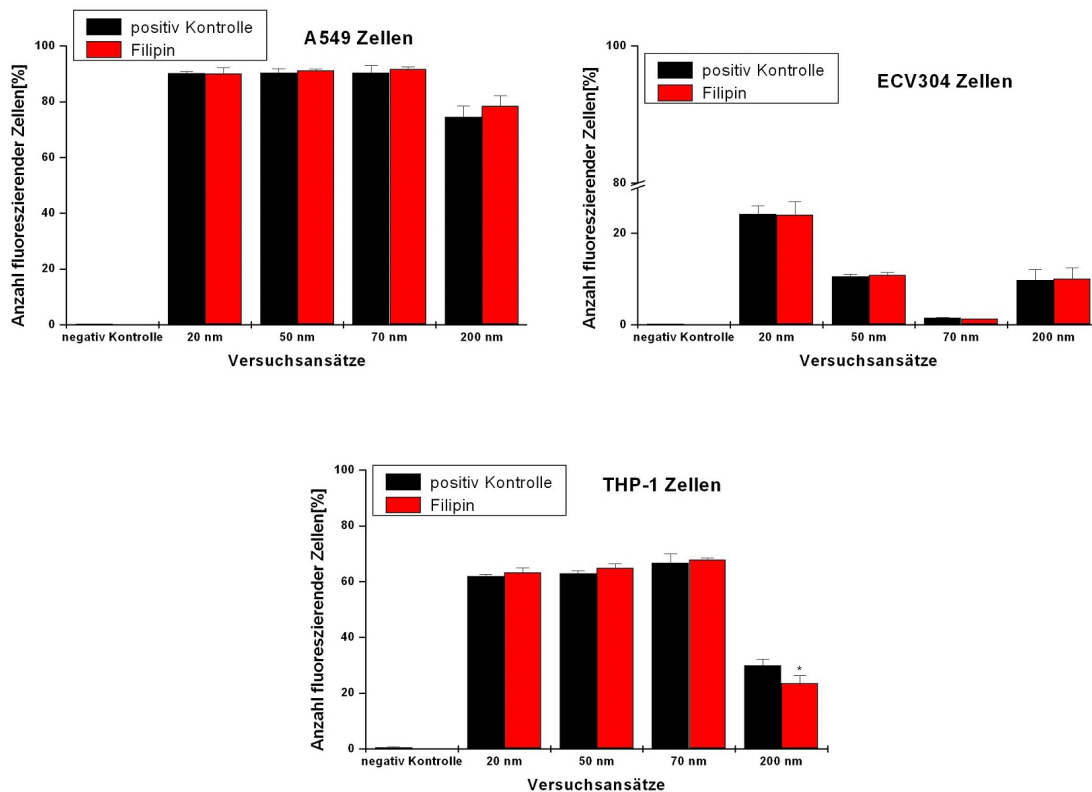 positiv Kontrolle
Filipin
A549 Zellen
Anzahl fluoreszierender Zellen[%]
100
80
60
40
20
0
negativ Kontrolle 20 nm 50 nm 70 nm 200 nm
Versuchsansätze
positiv Kontrolle
Filipin
ECV304 Zellen
Anzahl fluoreszierender Zellen[%]
100
80
20
0
negativ Kontrolle 20 nm 50 nm 70 nm 200 nm
Versuchsansätze
positiv Kontrolle
Filipin
THP-1 Zellen
Anzahl fluoreszierender Zellen[%]
100
80
60
40
20
0
*
negativ Kontrolle 20 nm 50 nm 70 nm 200 nm
Versuchsansätze